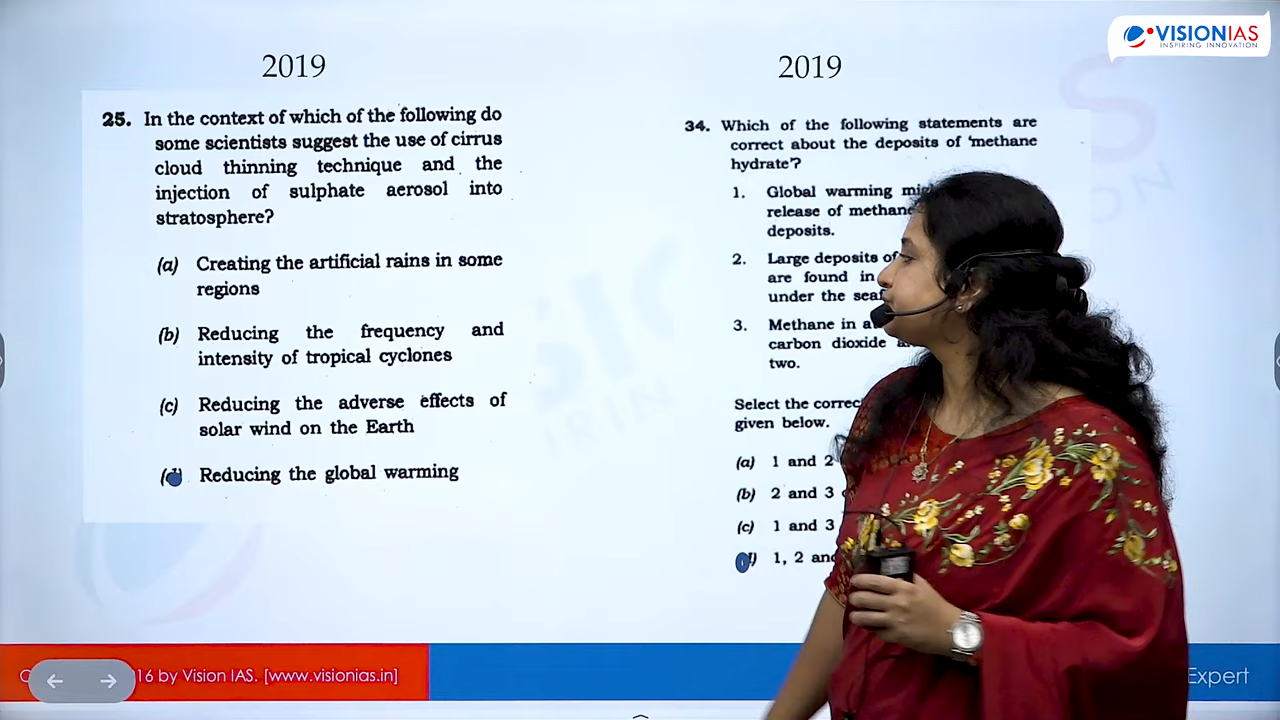 VISIONIAS
INSPIRING INNOVATION
2019
25. In the context of which of the following do
some scientists suggest the use of cirrus
cloud thinning technique and the
injection of sulphate aerosol into
stratosphere?
(a) Creating the artificial rains in some
regions
(b) Reducing the frequency and
intensity of tropical cyclones
(c) Reducing the adverse effects of
solar wind on the Earth
Reducing the global warming
2019
34. Which of the following statements are
correct about the deposits of 'methane
hydrate'?
1. Global warming
release of methane
deposits.
2. Large deposits of
are found in
under the
3. Methane in
carbon dioxide
two.
Select the
given below.
(a) 1 and 2
(b) 2 and 3
(c) 1 and 3
1, 2
16 by Vision IAS. [www.visionias.in]
Expert